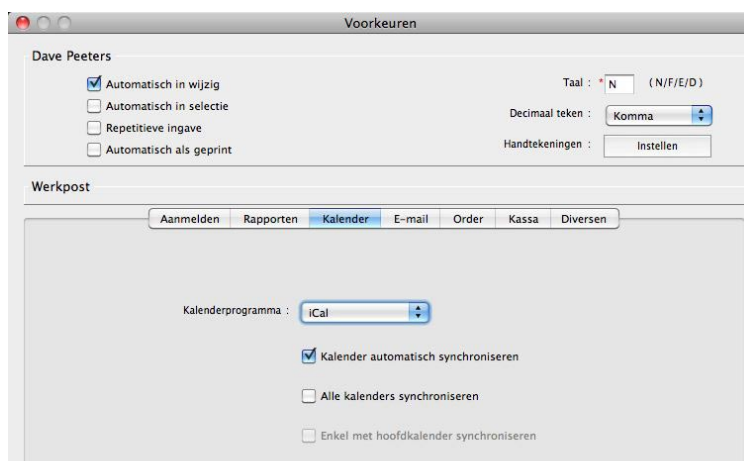 Voorkeuren
Dave Peeters
Automatisch in wijzig
Automatisch in selectie
Repetitieve ingave
Automatisch als geprint
Taal : * N (N/F/E/D)
Decimaal teken : Komma
Handtekeningen : Instellen
Werkpost
Aanmelden Rapporten Kalender E-mail Order Kassa Diversen
Kalenderprogramma : iCal
Kalender automatisch synchroniseren
Alle kalenders synchroniseren
Enkel met hoofdkalender synchroniseren